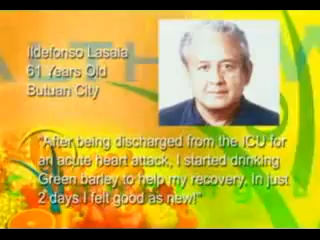 Ildefonso Lasala
61 Years Old
Butuan City
"After being discharged from the ICU for
an acute heart attack, I started drinking
Green barley to help my recovery. In just
2 days I felt good as new!"